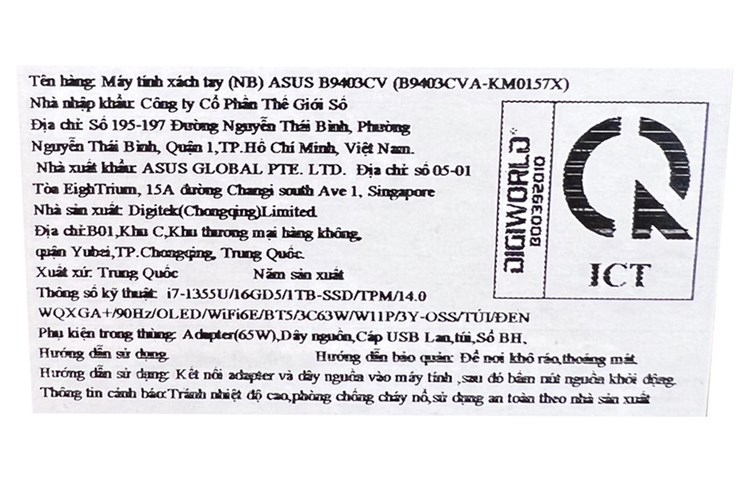 Tên hàng: Máy tính xách tay (NB) ASUS B9403CV (B9403CVA-KM0157X)
Nhà nhập khẩu: Công ty Cổ Phần Thế Giới Số
Địa chỉ: Số 195-197 Đường Nguyễn Thái Bình, Phường
Nguyễn Thái Bình, Quận 1,TP.Hồ Chí Minh, Việt Nam.
Nhà xuất khẩu: ASUS GLOBAL PTE. LTD. Địa chỉ: số 05-01
Tòa EighTrium, 15A đường Changi south Ave 1, Singapore
Nhà sản xuất: Digitek(Chongqing)Limited
Địa chỉ:B01,Khu C,Khu thương mại hàng không,
quận Yubei,TP.Chongqing, Trung Quốc.
Xuất xứ: Trung Quốc Năm sản xuất
Thông số kỹ thuật: i7-1355U/16GD5/1TB-SSD/TPM/14.0
WQXGA+/90Hz/OLED/WiFi6E/BT5/3C63W/W11P/3Y-OSS/TÚI/ĐEN
Phụ kiện trong thùng: Adapter(65W),Dây nguồn,Cáp USB Lan,túi,Sổ BH.
Hướng dẫn sử dụng. Hướng dẫn bảo quản: Để nơi khô ráo,thoáng mát.
Hướng dẫn sử dụng: Kết nối adapter và dây nguồn vào máy tính ,sau đó bấm nút nguồn khởi động.
Thông tin cảnh báo:Tránh nhiệt độ cao,phòng chống cháy nổ,sử dụng an toàn theo nhà sản xuất
DIGIWORLD
B00392010
ICT